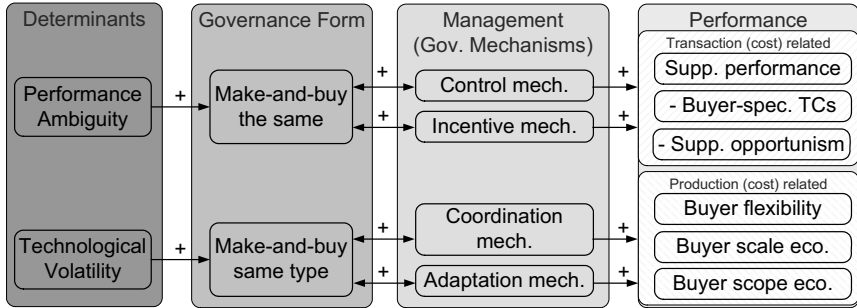 Determinants
Performance
Ambiguity
Technological
Volatility
+
+
Governance Form
Make-and-buy
the same
Make-and-buy
same type
+
+
+
+
Management
(Gov. Mechanisms)
Control mech.
Incentive mech.
Coordination
mech.
Adaptation mech.
+
+
+
+
Performance
Transaction (cost) related
Supp. performance
- Buyer-spec. TCs
- Supp. opportunism
Production (cost) related
Buyer flexibility
Buyer scale eco.
Buyer scope eco.